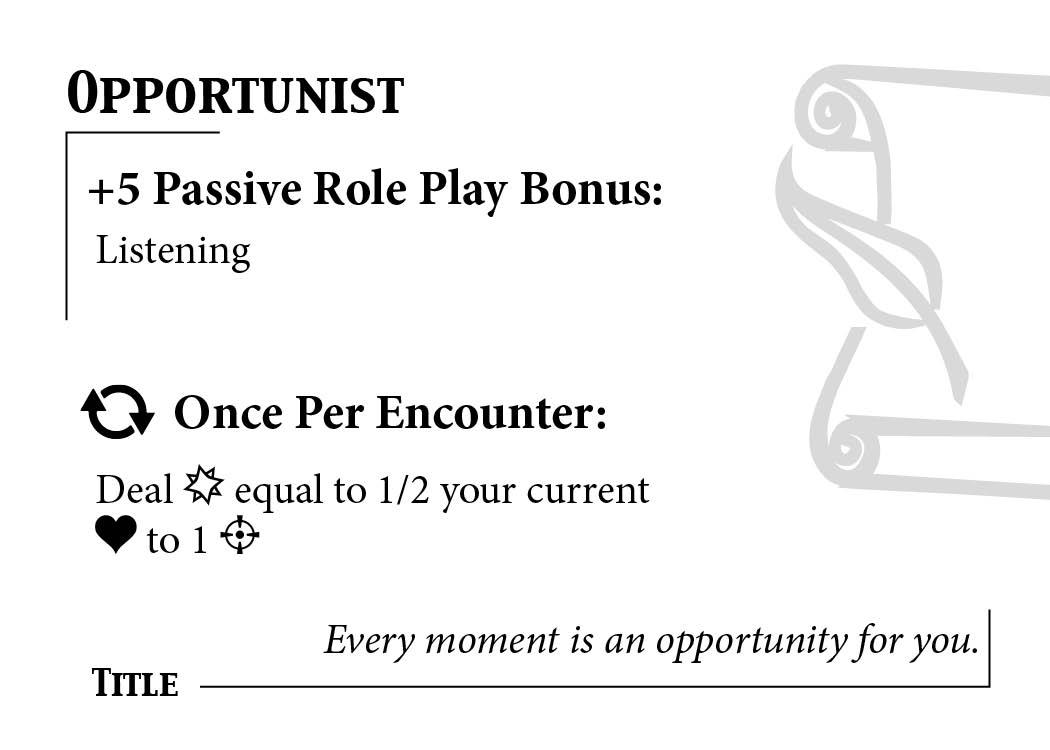 Opportunist
+5 Passive Role Play Bonus:
Listening
Once Per Encounter:
Deal equal to 1/2 your current
to 1
Every moment is an opportunity for you.
Title